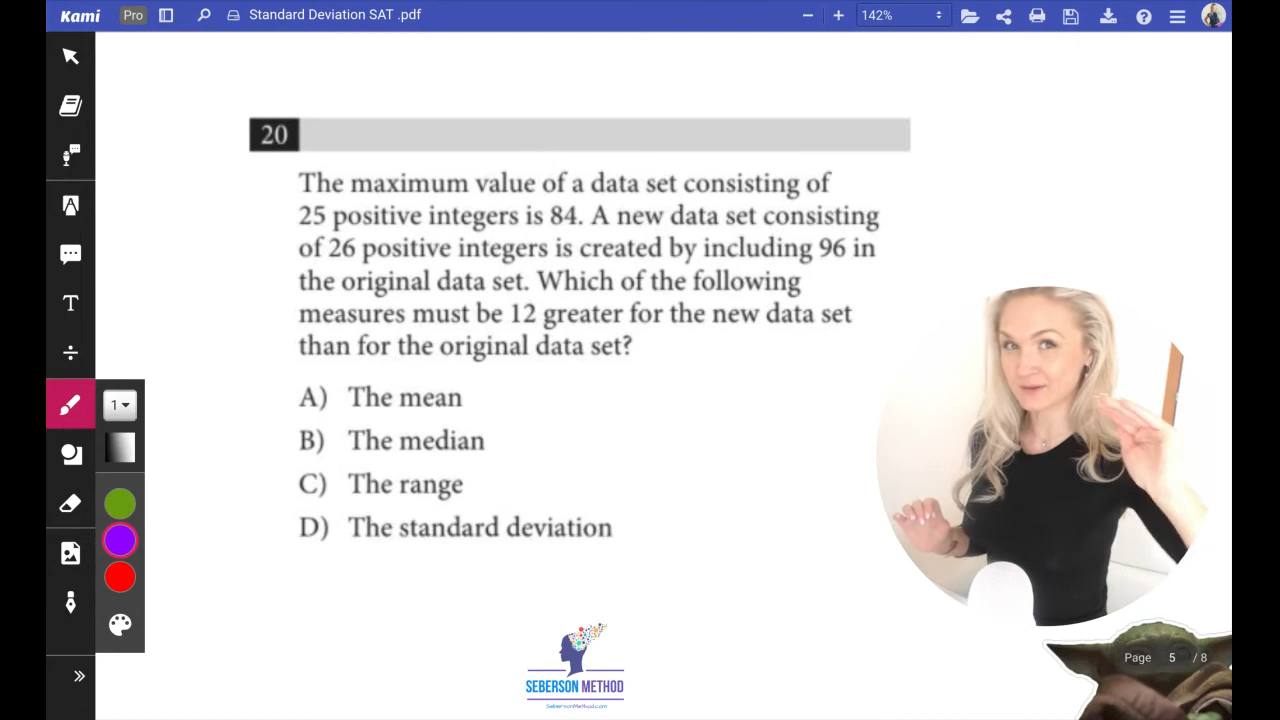 Kami
Pro
Standard Deviation SAT .pdf
142%
T
1
20
The maximum value of a data set consisting of
25 positive integers is 84. A new data set consisting
of 26 positive integers is created by including 96 in
the original data set. Which of the following
measures must be 12 greater for the new data set
than for the original data set?
A) The mean
B) The median
C) The range
D) The standard deviation
SEBERSON METHOD
SebersonMethod.com
Page 5 / 8